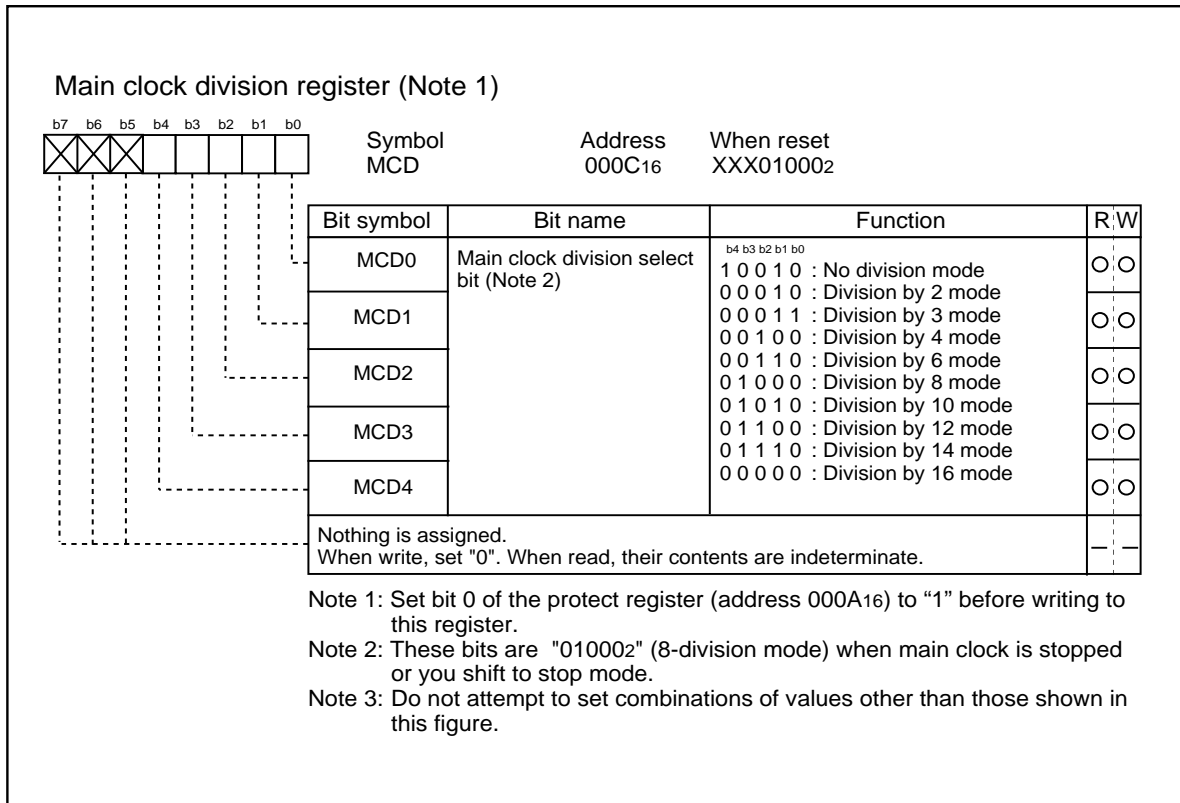 Main clock division register (Note 1)
b7 b6 b5 b4 b3 b2 b1 b0
Symbol Address When reset
MCD 000C16 XXX010002
Bit symbol Bit name Function R W
MCD0 Main clock division select
bit (Note 2)
b4 b3 b2 b1 b0
1 0 0 1 0 : No division mode
0 0 0 1 0 : Division by 2 mode
MCD1 0 0 0 1 1 : Division by 3 mode
0 0 1 0 0 : Division by 4 mode
MCD2 0 0 1 1 0 : Division by 6 mode
0 1 0 0 0 : Division by 8 mode
0 1 0 1 0 : Division by 10 mode
MCD3 0 1 1 0 0 : Division by 12 mode
0 1 1 1 0 : Division by 14 mode
MCD4 0 0 0 0 0 : Division by 16 mode
Nothing is assigned.
When write, set "0". When read, their contents are indeterminate.
Note 1: Set bit 0 of the protect register (address 000A16) to “1” before writing to
this register.
Note 2: These bits are "010002" (8-division mode) when main clock is stopped
or you shift to stop mode.
Note 3: Do not attempt to set combinations of values other than those shown in
this figure.